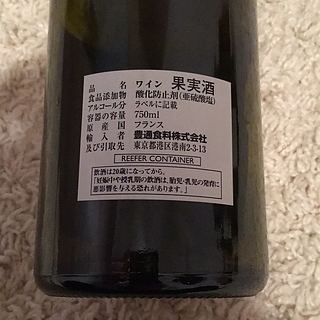 品名 ワイン 果実酒
食品添加物 酸化防止剤(亜硫酸塩)
アルコール分 ラベルに記載
容器の容量 750ml
原産国 フランス
輸入者 豊通食料株式会社
及び引取先 東京都港区港南2-3-13
REEFER CONTAINER
飲酒は20歳になってから。
「妊娠中や授乳期の飲酒は、胎児・乳児の発育に
悪影響を与える恐れがあります。」